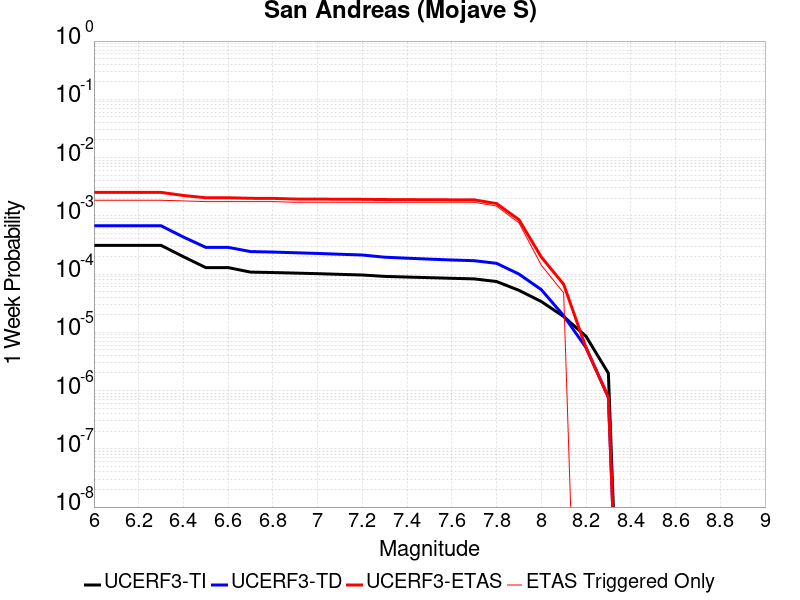 San Andreas (Mojave S)
10^0
10^-1
10^-2
10^-3
10^-4
10^-5
10^-6
10^-7
10^-8
1 Week Probability
6 6.2 6.4 6.6 6.8 7 7.2 7.4 7.6 7.8 8 8.2 8.4 8.6 8.8 9
Magnitude
UCERF3-TI UCERF3-TD UCERF3-ETAS ETAS Triggered Only